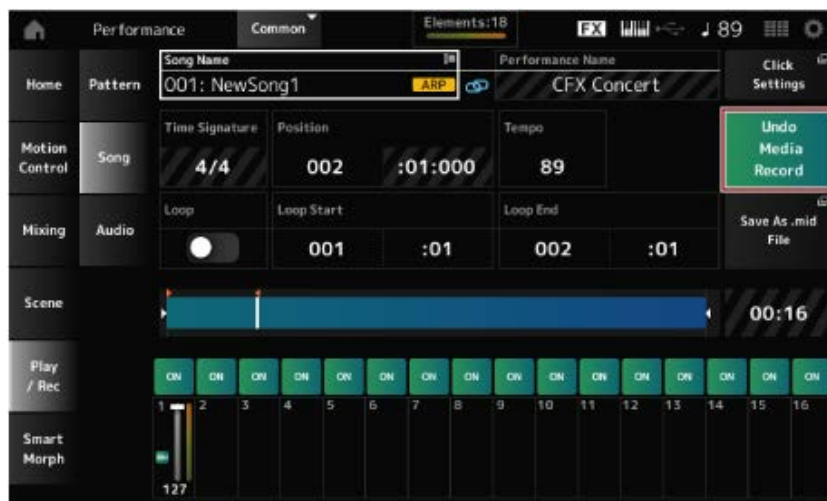 Performance
Common
Elements:18
FX
89
Home
Motion
Control
Mixing
Scene
Play
/ Rec
Smart
Morph
Pattern
Song
Audio
Song Name
001: NewSong1
ARP
Performance Name
CFX Concert
Click
Settings
Time Signature
4/4
Position
002 :01:000
Tempo
89
Undo
Media
Record
Loop
Loop Start
001 :01
Loop End
002 :01
Save As .mid
File
00:16
ON ON ON ON ON ON ON ON ON ON ON ON ON ON ON ON
1 2 3 4 5 6 7 8 9 10 11 12 13 14 15 16
127